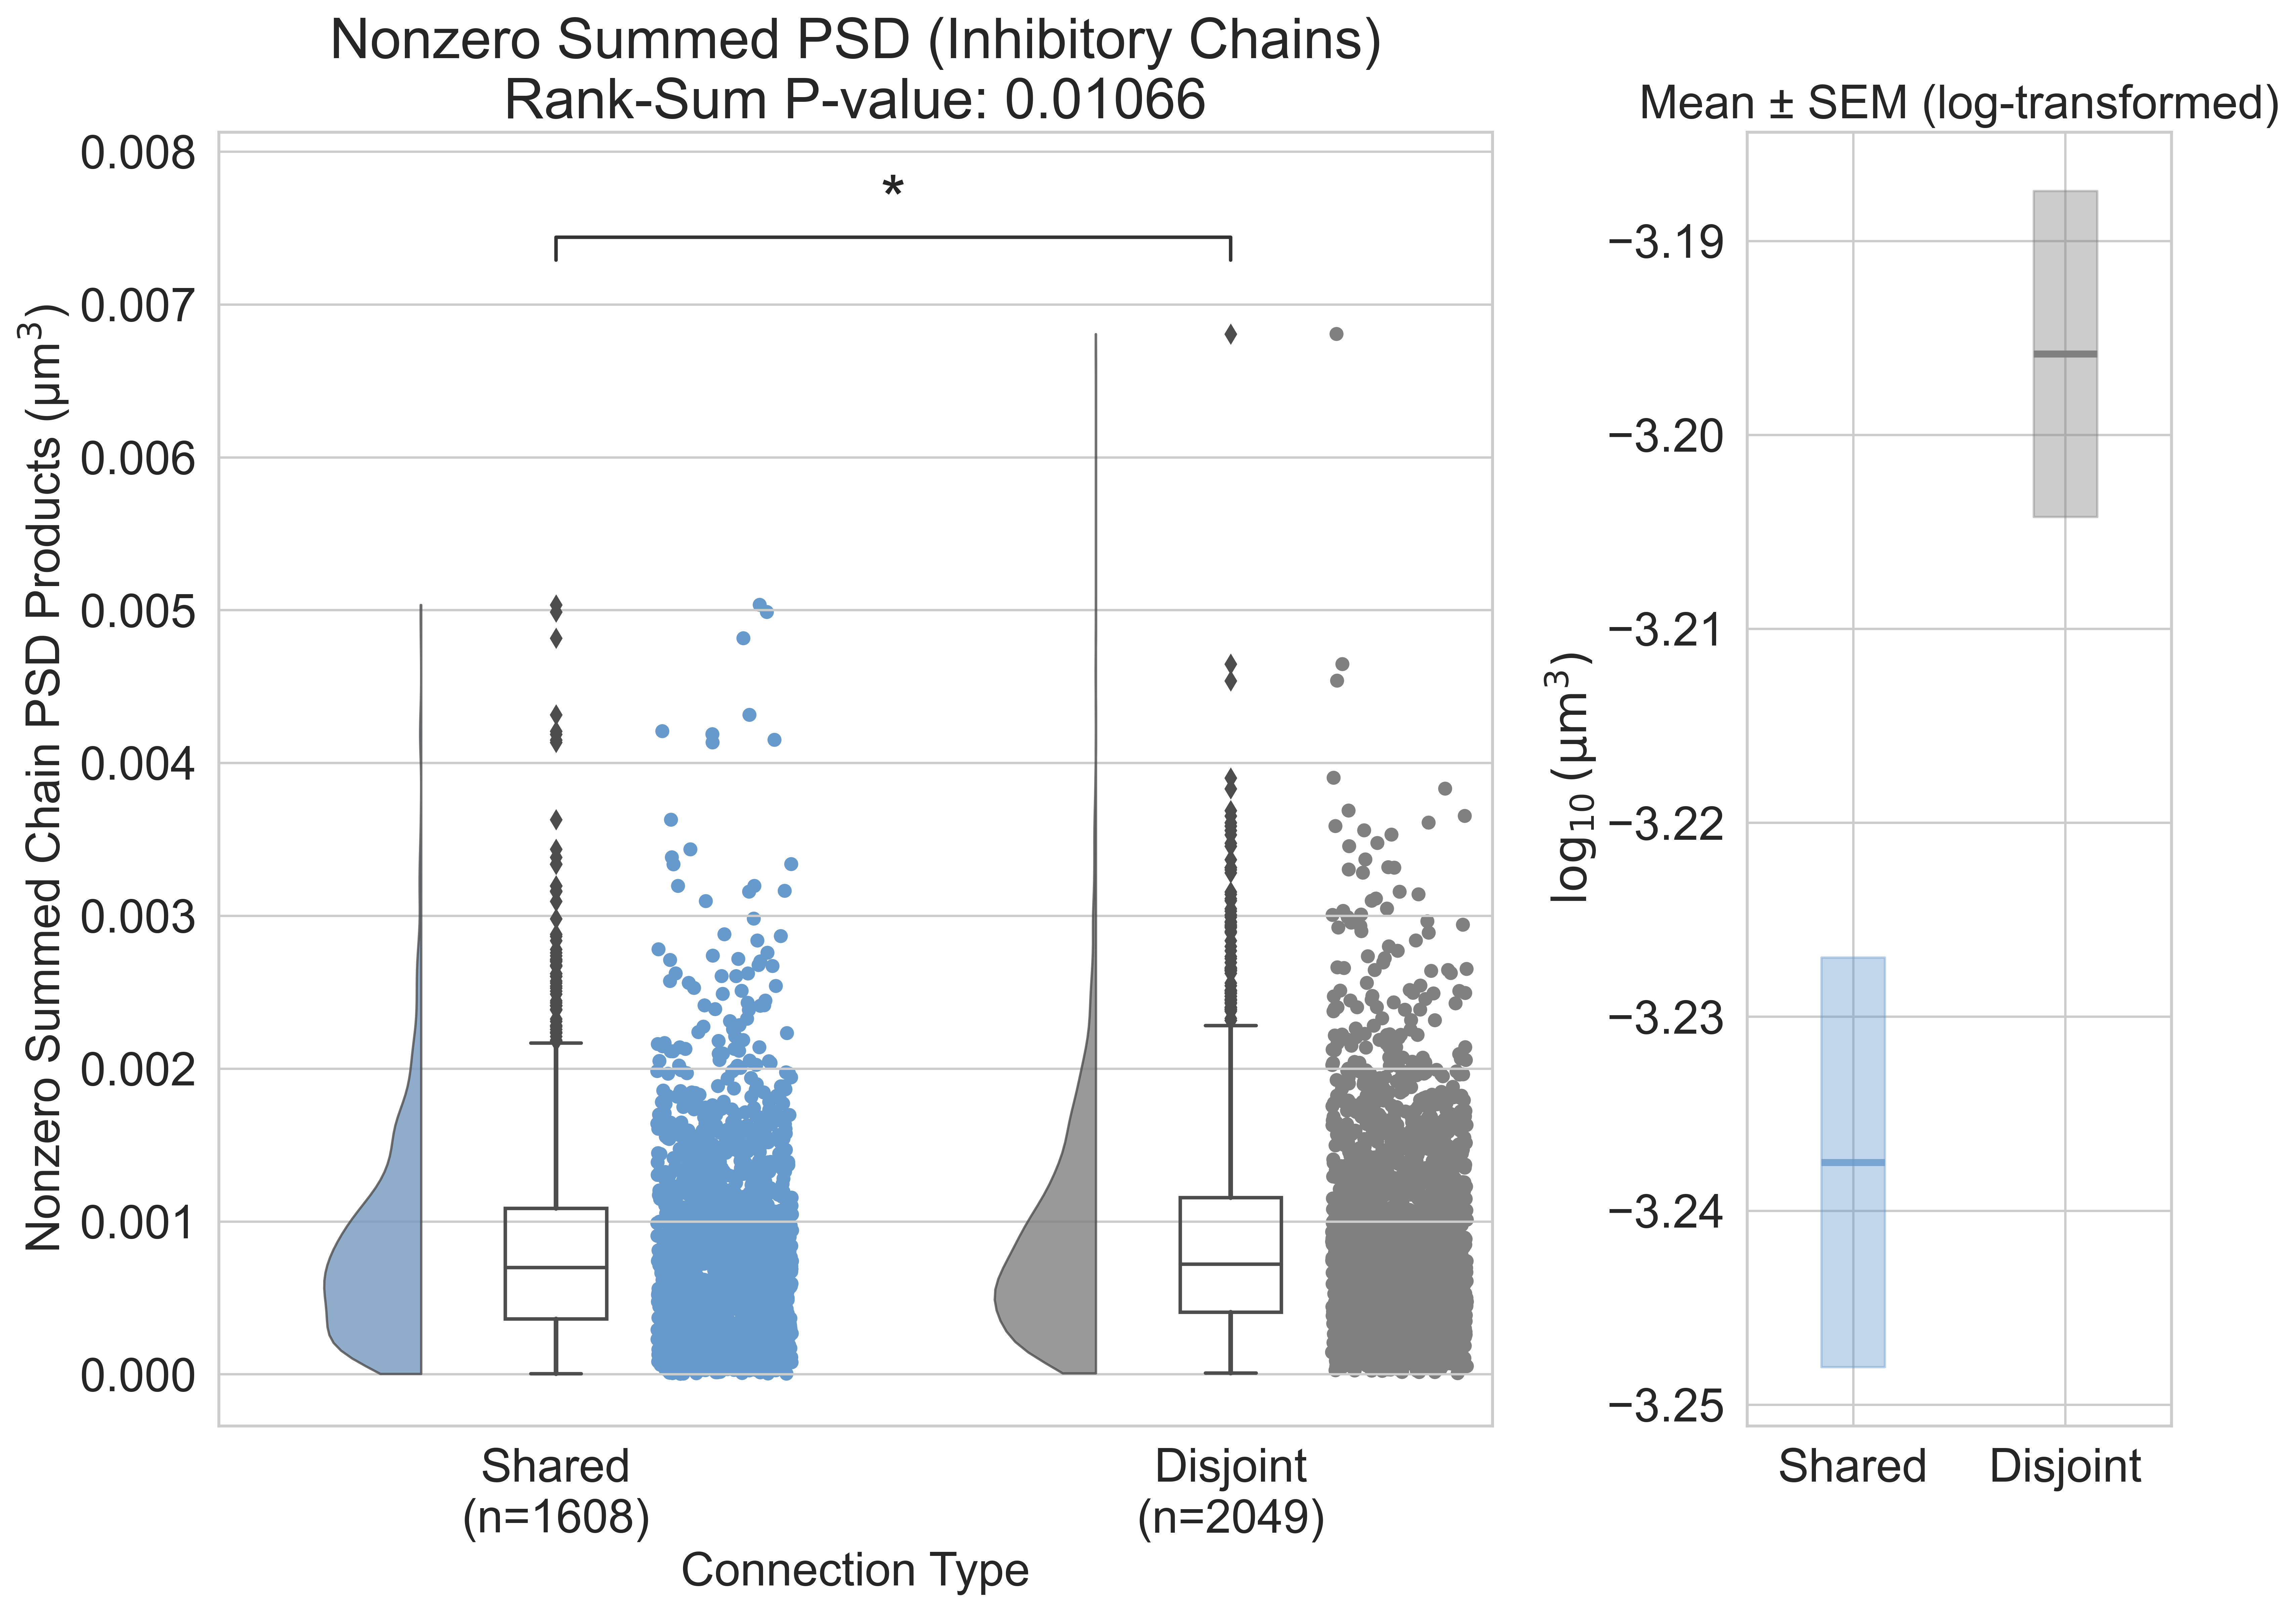 Nonzero Summed PSD (Inhibitory Chains)
Rank-Sum P-value: 0.01066
Nonzero Summed Chain PSD Products (μm³)
0.008
0.007
0.006
0.005
0.004
0.003
0.002
0.001
0.000
*
Shared
(n=1608)
Disjoint
(n=2049)
Connection Type
Mean ± SEM (log-transformed)
log₁₀ (μm³)
−3.19
−3.20
−3.21
−3.22
−3.23
−3.24
−3.25
Shared
Disjoint